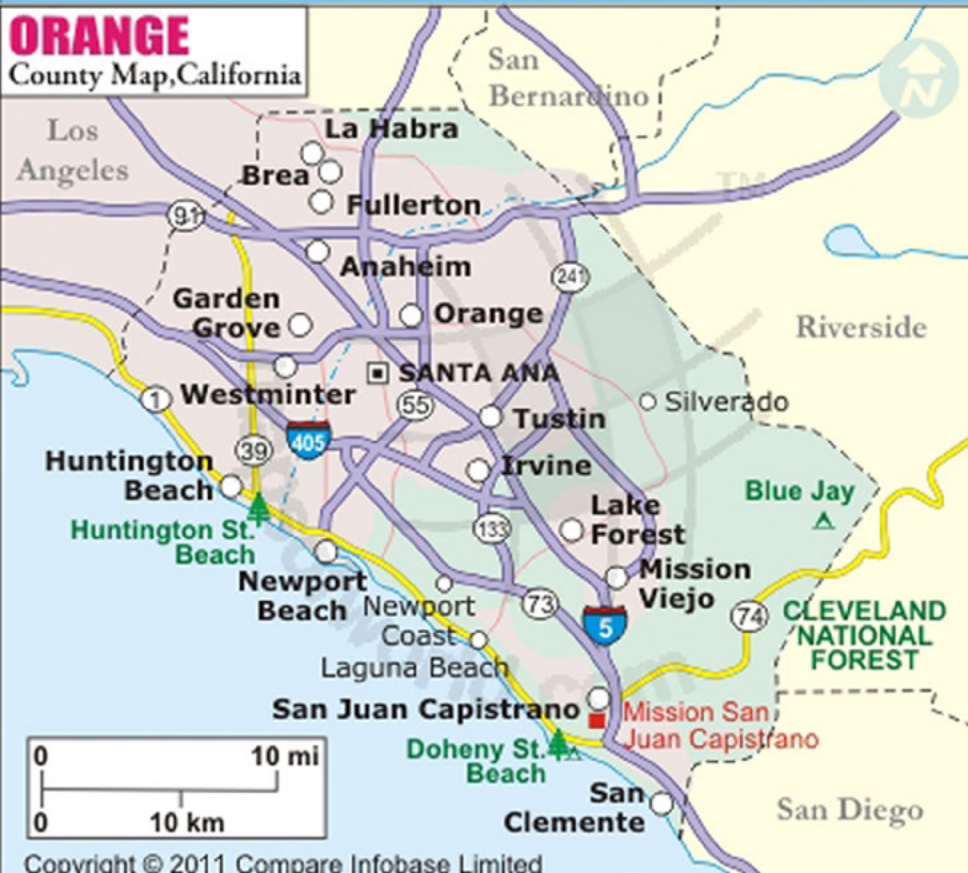 ORANGE
County Map,California
N
San
Bernardino
Los
Angeles
La Habra
Brea
Fullerton
91
TM
Anaheim
241
Garden
Grove
Orange
Riverside
SANTA ANA
Westminter
1
55
Silverado
Tustin
39
405
Huntington
Beach
Irvine
Blue Jay
Lake
Forest
Huntington St.
Beach
133
Mission
Viejo
Newport
Beach
Newport
Coast
73
5
74
CLEVELAND
NATIONAL
FOREST
Laguna Beach
San Juan Capistrano
Mission San
Juan Capistrano
Doheny St.
Beach
0 10 mi
0 10 km
San
Clemente
San Diego
Copyright © 2011 Compare Infobase Limited